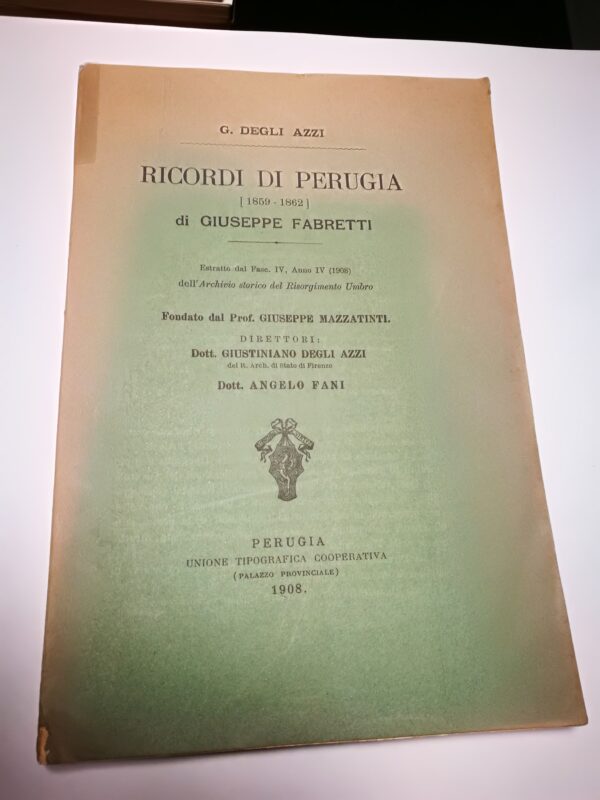 G. DEGLI AZZI
RICORDI DI PERUGIA
[ 1859 - 1862 ]
di GIUSEPPE FABRETTI
Estratto dal Fasc. IV, Anno IV (1908)
dell'Archivio storico del Risorgimento Umbro
Fondato dal Prof. GIUSEPPE MAZZATINTI.
DIRETTORI:
Dott. GIUSTINIANO DEGLI AZZI
del R. Arch. di Stato di Firenze
Dott. ANGELO FANI
PERUGIA
UNIONE TIPOGRAFICA COOPERATIVA
(PALAZZO PROVINCIALE)
1908.